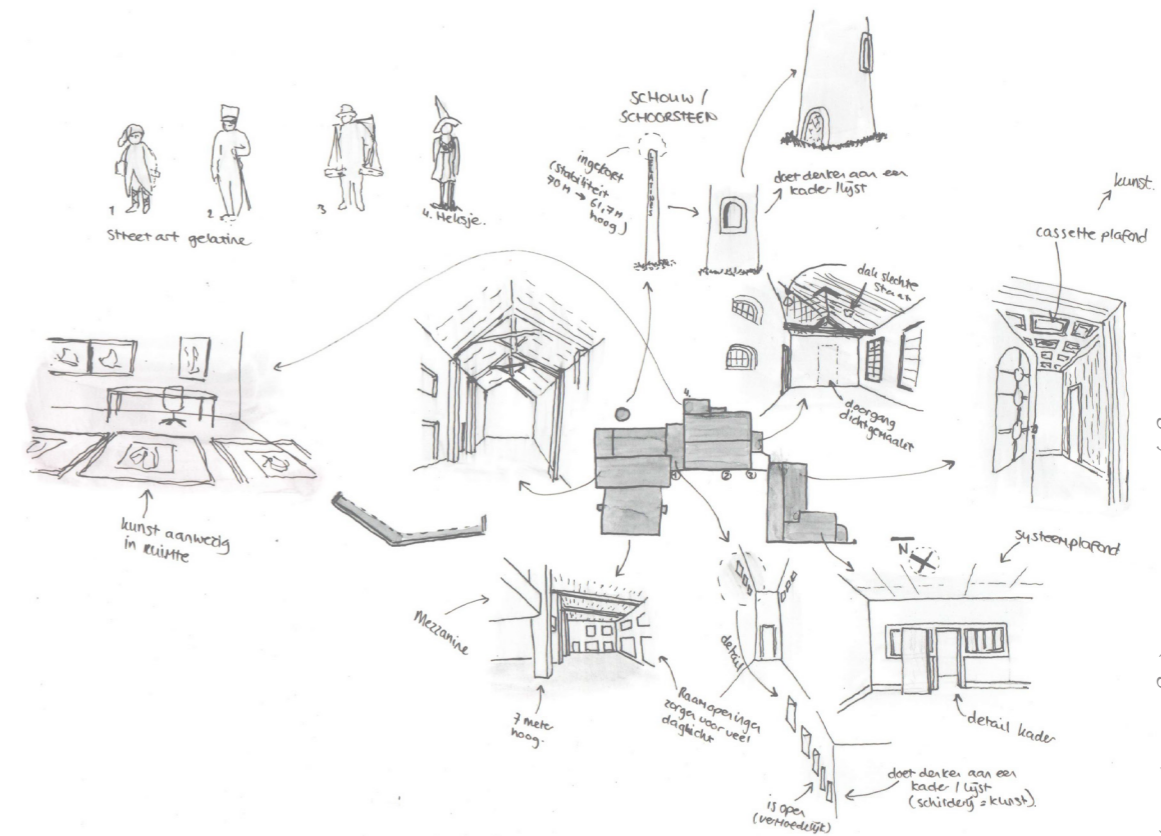 SCHOUW /
SCHOORSTEEN
ingekort
(stabiliteit
70 M → 61,7 M
hoog)
GELATINES
doet denken aan een
kader / lijst
kunst.
cassette plafond
1
2
3
4. Heksje.
Street art gelatine
dak slechte
staat
doorgang
dichtgemaakt
kunst aanwezig
in ruimte
4
1
2
3
N
systeemplafond
Mezzanine
7 meter
hoog.
detail
Raamopeningen
zorgen voor veel
daglicht
detail kader
is open
(vermoedelijk)
doet denken aan een
kader / lijst
(schilderij = kunst).